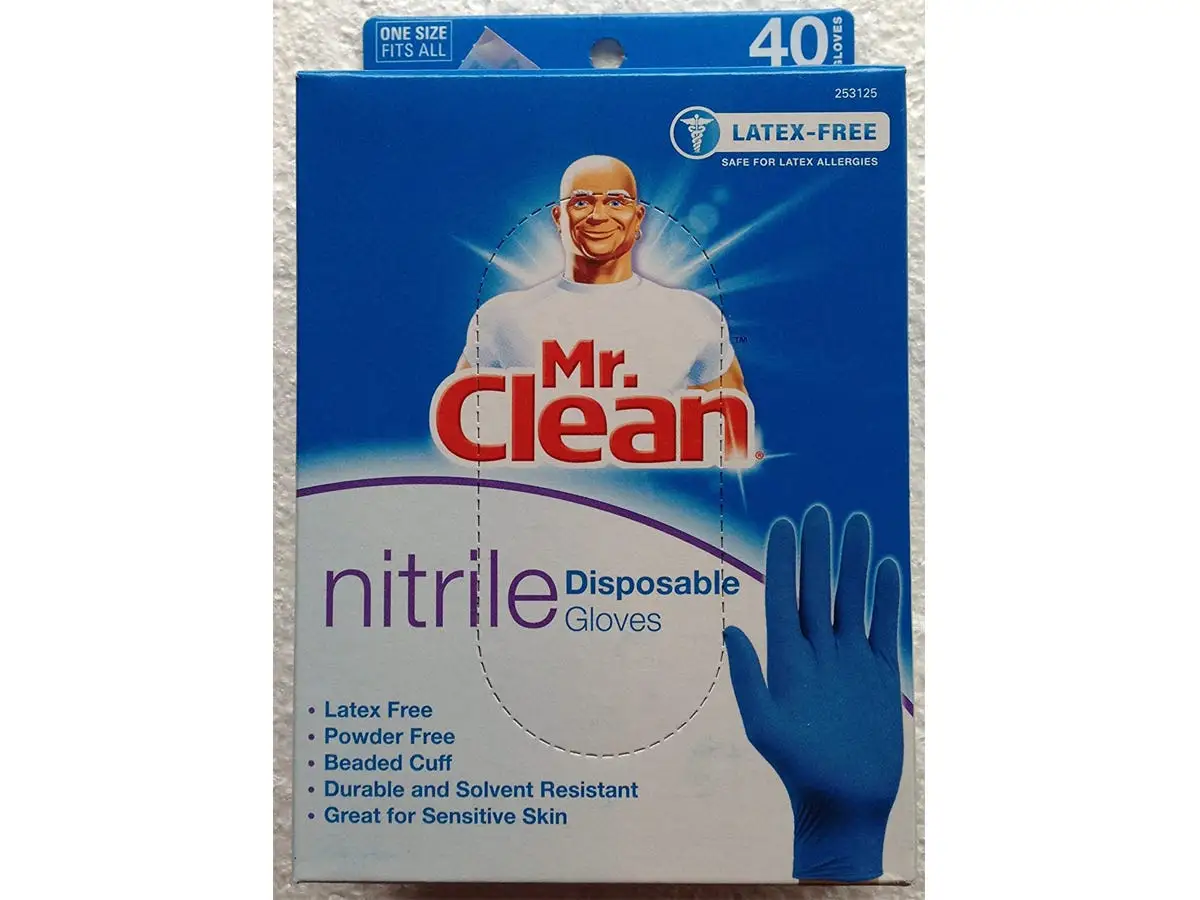 ONE SIZE
FITS ALL
40
GLOVES
253125
LATEX-FREE
SAFE FOR LATEX ALLERGIES
Mr.
Clean
TM
®
nitrile
Disposable
Gloves
• Latex Free
• Powder Free
• Beaded Cuff
• Durable and Solvent Resistant
• Great for Sensitive Skin